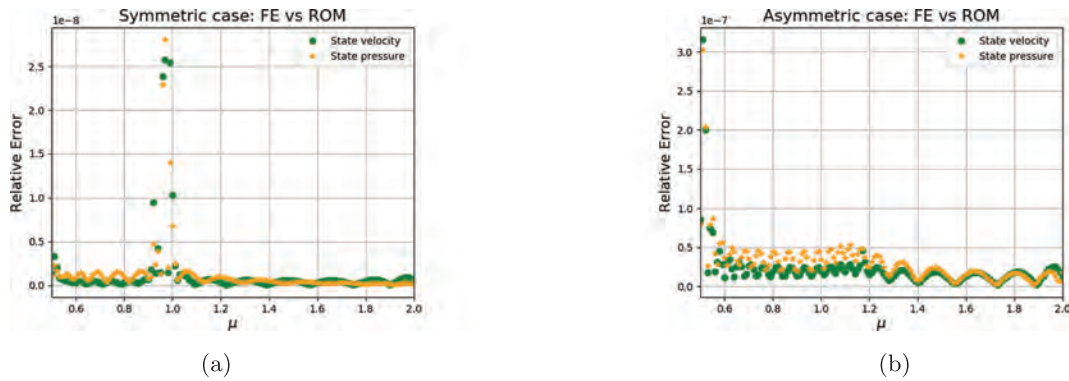 Symmetric case: FE vs ROM
1e−8
State velocity
State pressure
2.5
2.0
1.5
1.0
0.5
0.0
Relative Error
0.6 0.8 1.0 1.2 1.4 1.6 1.8 2.0
μ
(a)
Asymmetric case: FE vs ROM
1e−7
State velocity
State pressure
3.0
2.5
2.0
1.5
1.0
0.5
0.0
Relative Error
0.6 0.8 1.0 1.2 1.4 1.6 1.8 2.0
μ
(b)